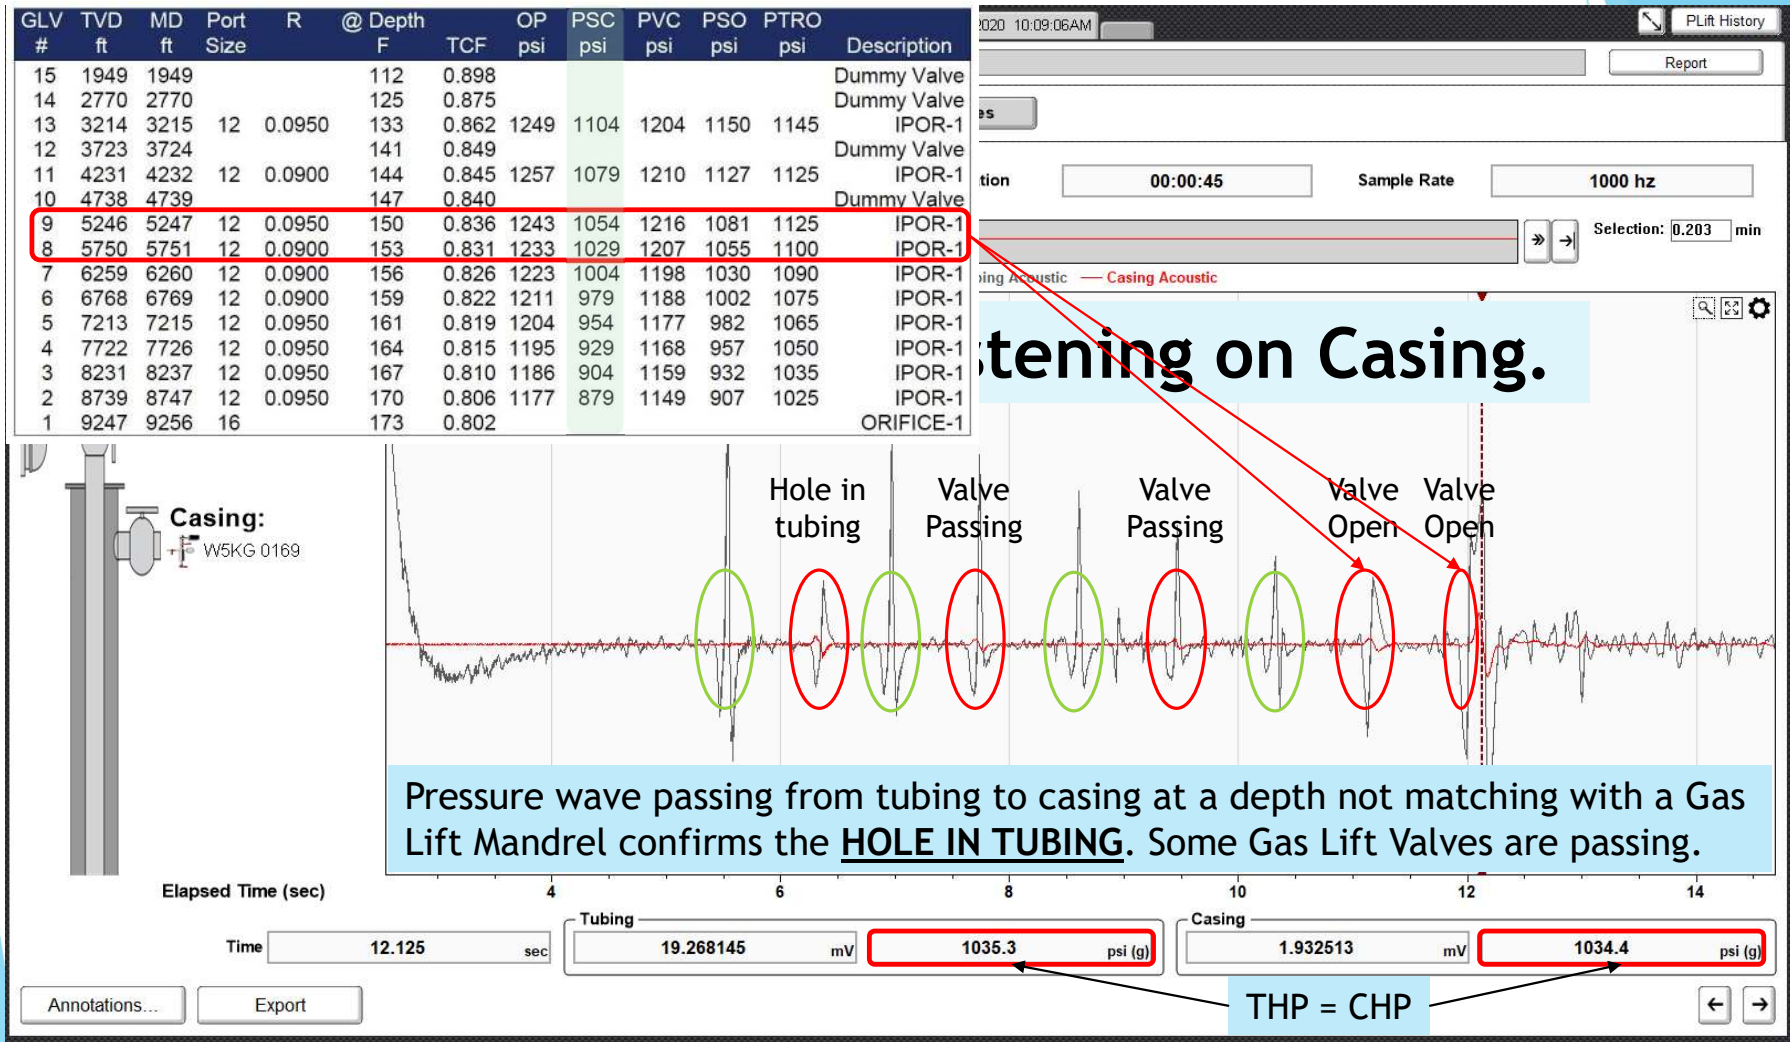 GLV TVD MD Port R @ Depth OP PSC PVC PSO PTRO
# ft ft Size F TCF psi psi psi psi psi Description
15 1949 1949 112 0.898 Dummy Valve
14 2770 2770 125 0.875 Dummy Valve
13 3214 3215 12 0.0950 133 0.862 1249 1104 1204 1150 1145 IPOR-1
12 3723 3724 141 0.849 Dummy Valve
11 4231 4232 12 0.0900 144 0.845 1257 1079 1210 1127 1125 IPOR-1
10 4738 4739 147 0.840 Dummy Valve
9 5246 5247 12 0.0950 150 0.836 1243 1054 1216 1081 1125 IPOR-1
8 5750 5751 12 0.0900 153 0.831 1233 1029 1207 1055 1100 IPOR-1
7 6259 6260 12 0.0900 156 0.826 1223 1004 1198 1030 1090 IPOR-1
6 6768 6769 12 0.0900 159 0.822 1211 979 1188 1002 1075 IPOR-1
5 7213 7215 12 0.0950 161 0.819 1204 954 1177 982 1065 IPOR-1
4 7722 7726 12 0.0950 164 0.815 1195 929 1168 957 1050 IPOR-1
3 8231 8237 12 0.0950 167 0.810 1186 904 1159 932 1035 IPOR-1
2 8739 8747 12 0.0950 170 0.806 1177 879 1149 907 1025 IPOR-1
1 9247 9256 16 173 0.802 ORIFICE-1
2020 10:09:06AM
PLift History
Report
es
tion 00:00:45 Sample Rate 1000 hz
Selection: 0.203 min
ping Acoustic Casing Acoustic
stening on Casing.
Hole in tubing
Valve Passing
Valve Passing
Valve Open
Valve Open
Casing:
W5KG 0169
Pressure wave passing from tubing to casing at a depth not matching with a Gas
Lift Mandrel confirms the HOLE IN TUBING. Some Gas Lift Valves are passing.
Elapsed Time (sec) 4 6 8 10 12 14
Tubing Casing
Time 12.125 sec 19.268145 mV 1035.3 psi (g) 1.932513 mV 1034.4 psi (g)
THP = CHP
Annotations... Export